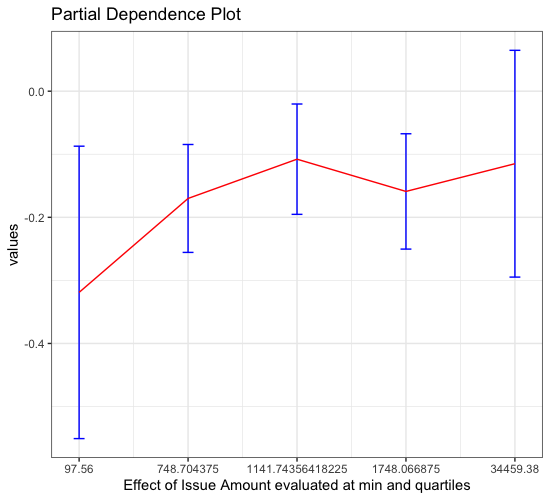 Partial Dependence Plot
values
0.0
-0.2
-0.4
97.56
748.704375
1141.74356418225
1748.066875
34459.38
Effect of Issue Amount evaluated at min and quartiles